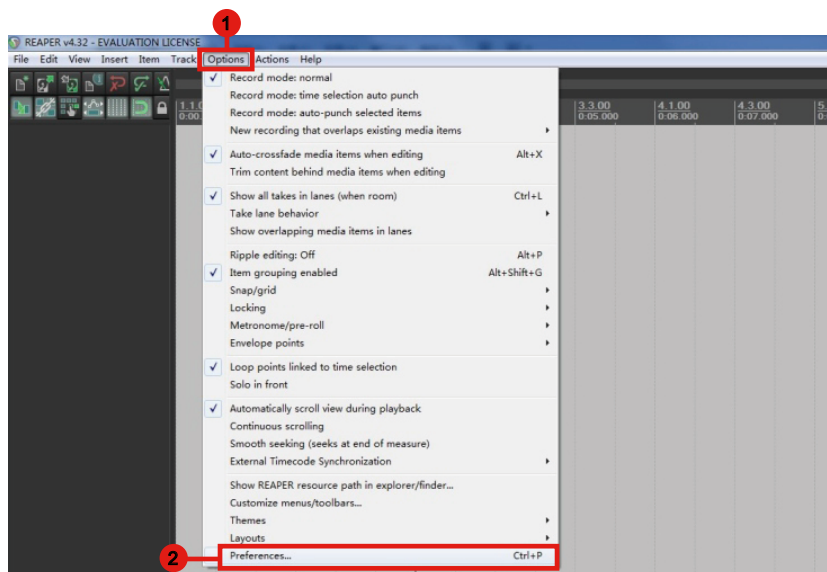 1
REAPER v4.32 - EVALUATION LICENSE
File Edit View Insert Item Track Options Actions Help
Record mode: normal
Record mode: time selection auto punch
Record mode: auto-punch selected items
New recording that overlaps existing media items
3.3.00 4.1.00 4.3.00
0:05.000 0:06.000 0:07.000
Auto-crossfade media items when editing Alt+X
Trim content behind media items when editing
Show all takes in lanes (when room) Ctrl+L
Take lane behavior
Show overlapping media items in lanes
Ripple editing: Off Alt+P
Item grouping enabled Alt+Shift+G
Snap/grid
Locking
Metronome/pre-roll
Envelope points
Loop points linked to time selection
Solo in front
Automatically scroll view during playback
Continuous scrolling
Smooth seeking (seeks at end of measure)
External Timecode Synchronization
Show REAPER resource path in explorer/finder...
Customize menus/toolbars...
Themes
Layouts
2 Preferences... Ctrl+P